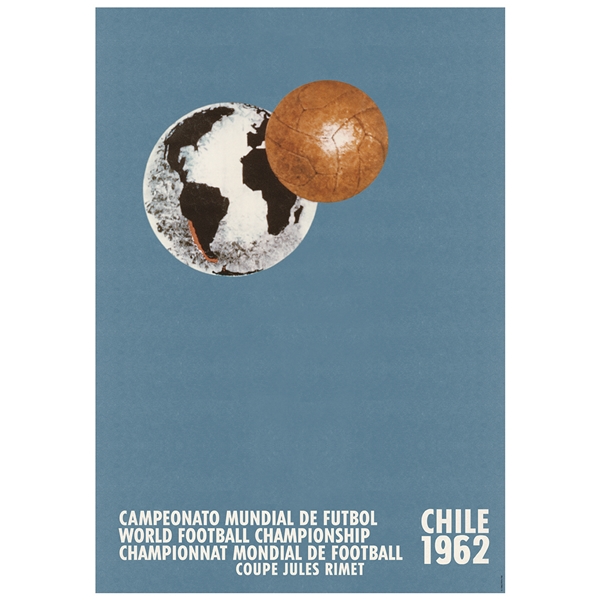 CAMPEONATO MUNDIAL DE FUTBOL
WORLD FOOTBALL CHAMPIONSHIP
CHAMPIONNAT MONDIAL DE FOOTBALL
COUPE JULES RIMET
CHILE
1962